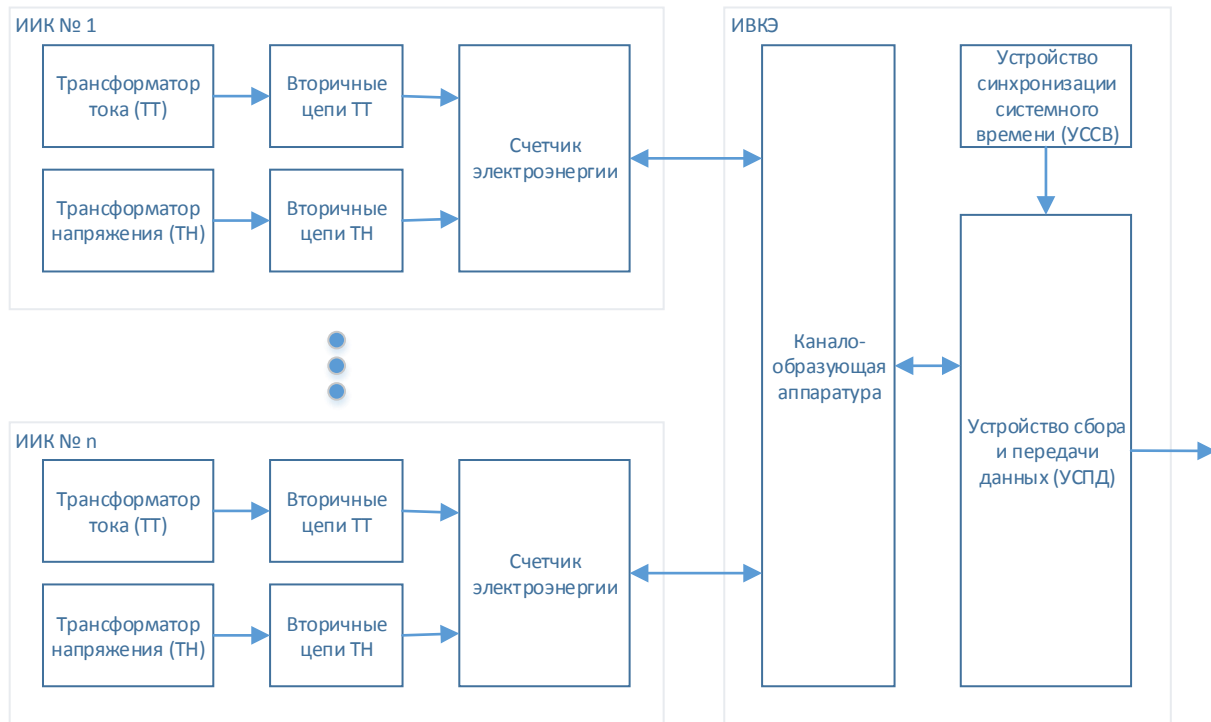 ИИК № 1
Трансформатор
тока (ТТ)
Вторичные
цепи ТТ
Счетчик
электроэнергии
Трансформатор
напряжения (ТН)
Вторичные
цепи ТН
ИИК № n
Трансформатор
тока (ТТ)
Вторичные
цепи ТТ
Счетчик
электроэнергии
Трансформатор
напряжения (ТН)
Вторичные
цепи ТН
ИВКЭ
Канало-
образующая
аппаратура
Устройство
синхронизации
системного
времени (УССВ)
Устройство сбора
и передачи
данных (УСПД)